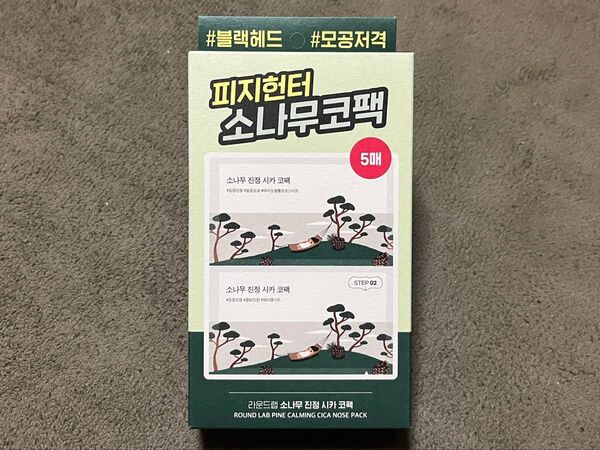 #블랙헤드 #모공저격
피지헌터
소나무코팩
5매
소나무 진정 시카 코팩
소나무 진정 시카 코팩
STEP 02
라운드랩 소나무 진정 시카 코팩
ROUND LAB PINE CALMING CICA NOSE PACK